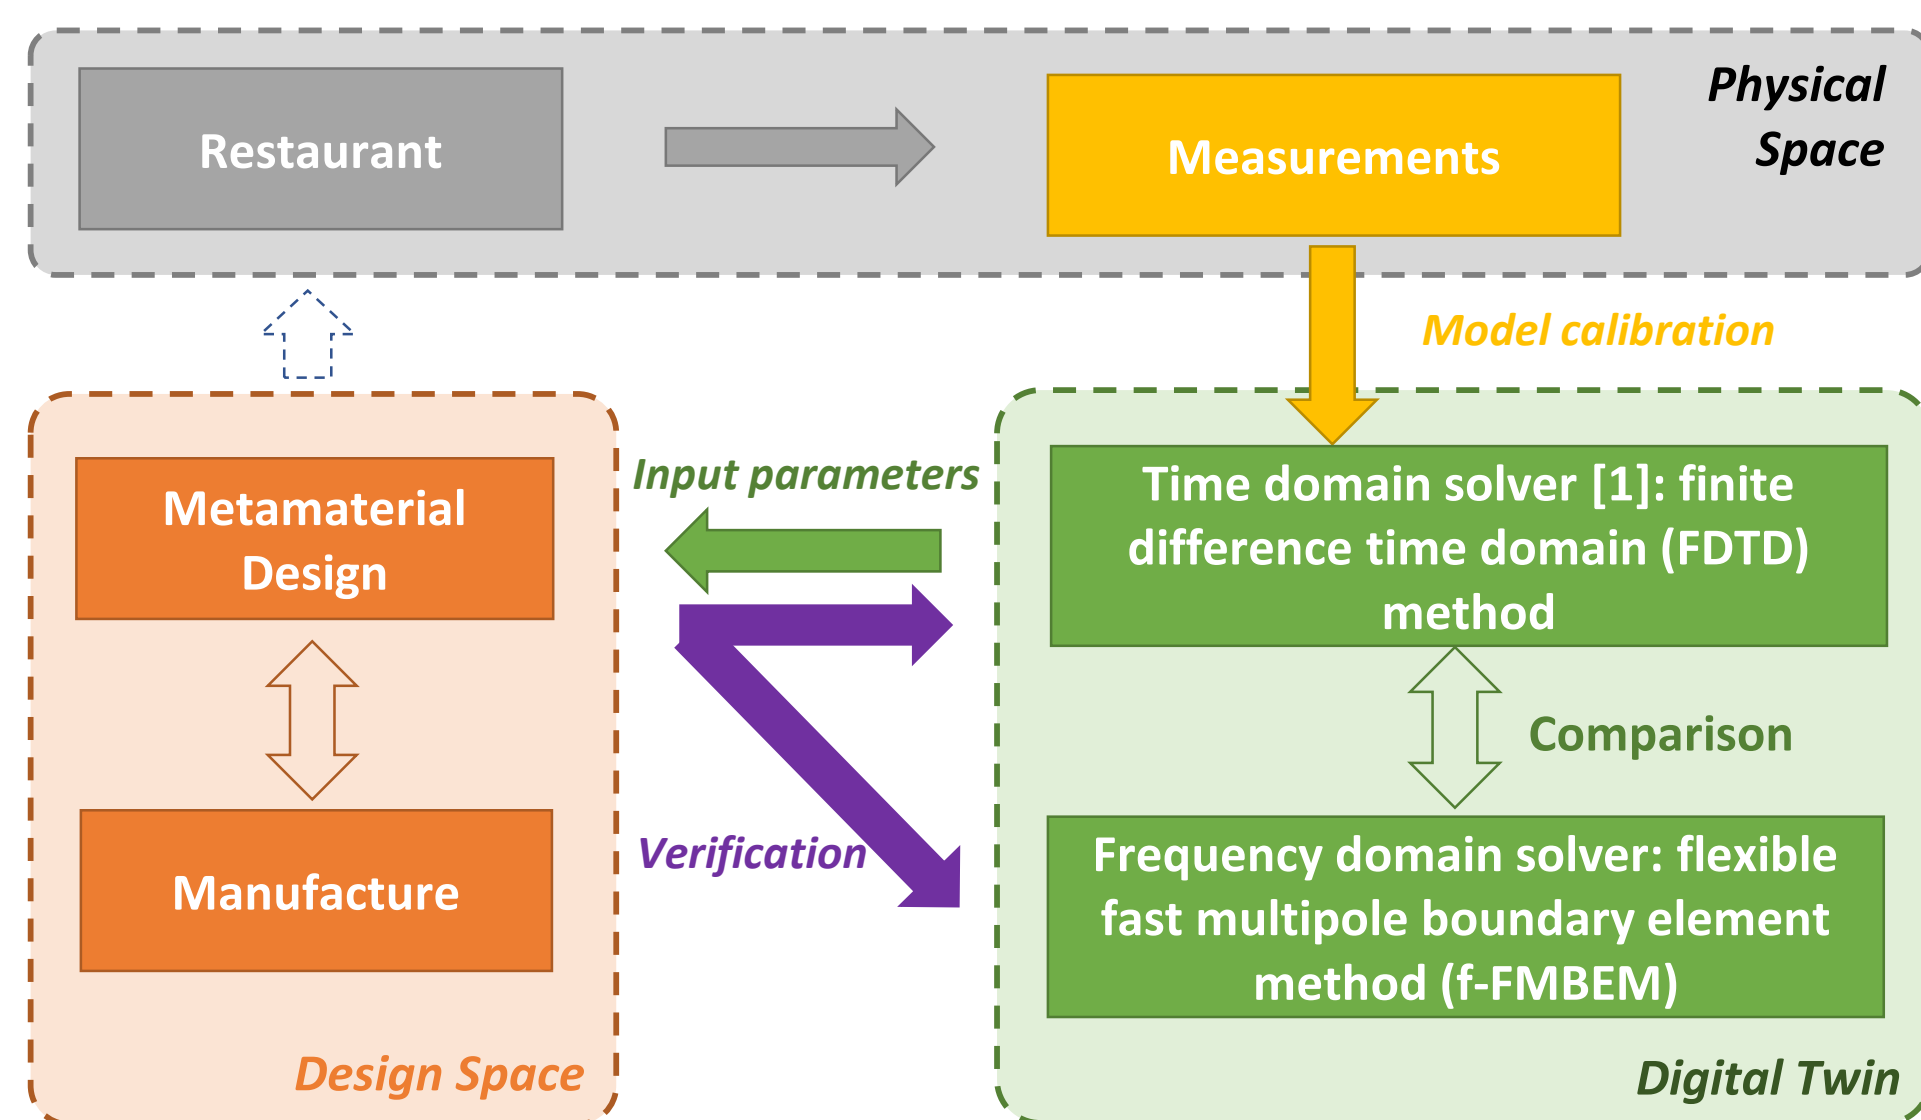 Restaurant
Measurements
Physical
Space
Model calibration
Metamaterial
Design
Manufacture
Design Space
Input parameters
Verification
Time domain solver [1]: finite
difference time domain (FDTD)
method
Comparison
Frequency domain solver: flexible
fast multipole boundary element
method (f-FMBEM)
Digital Twin